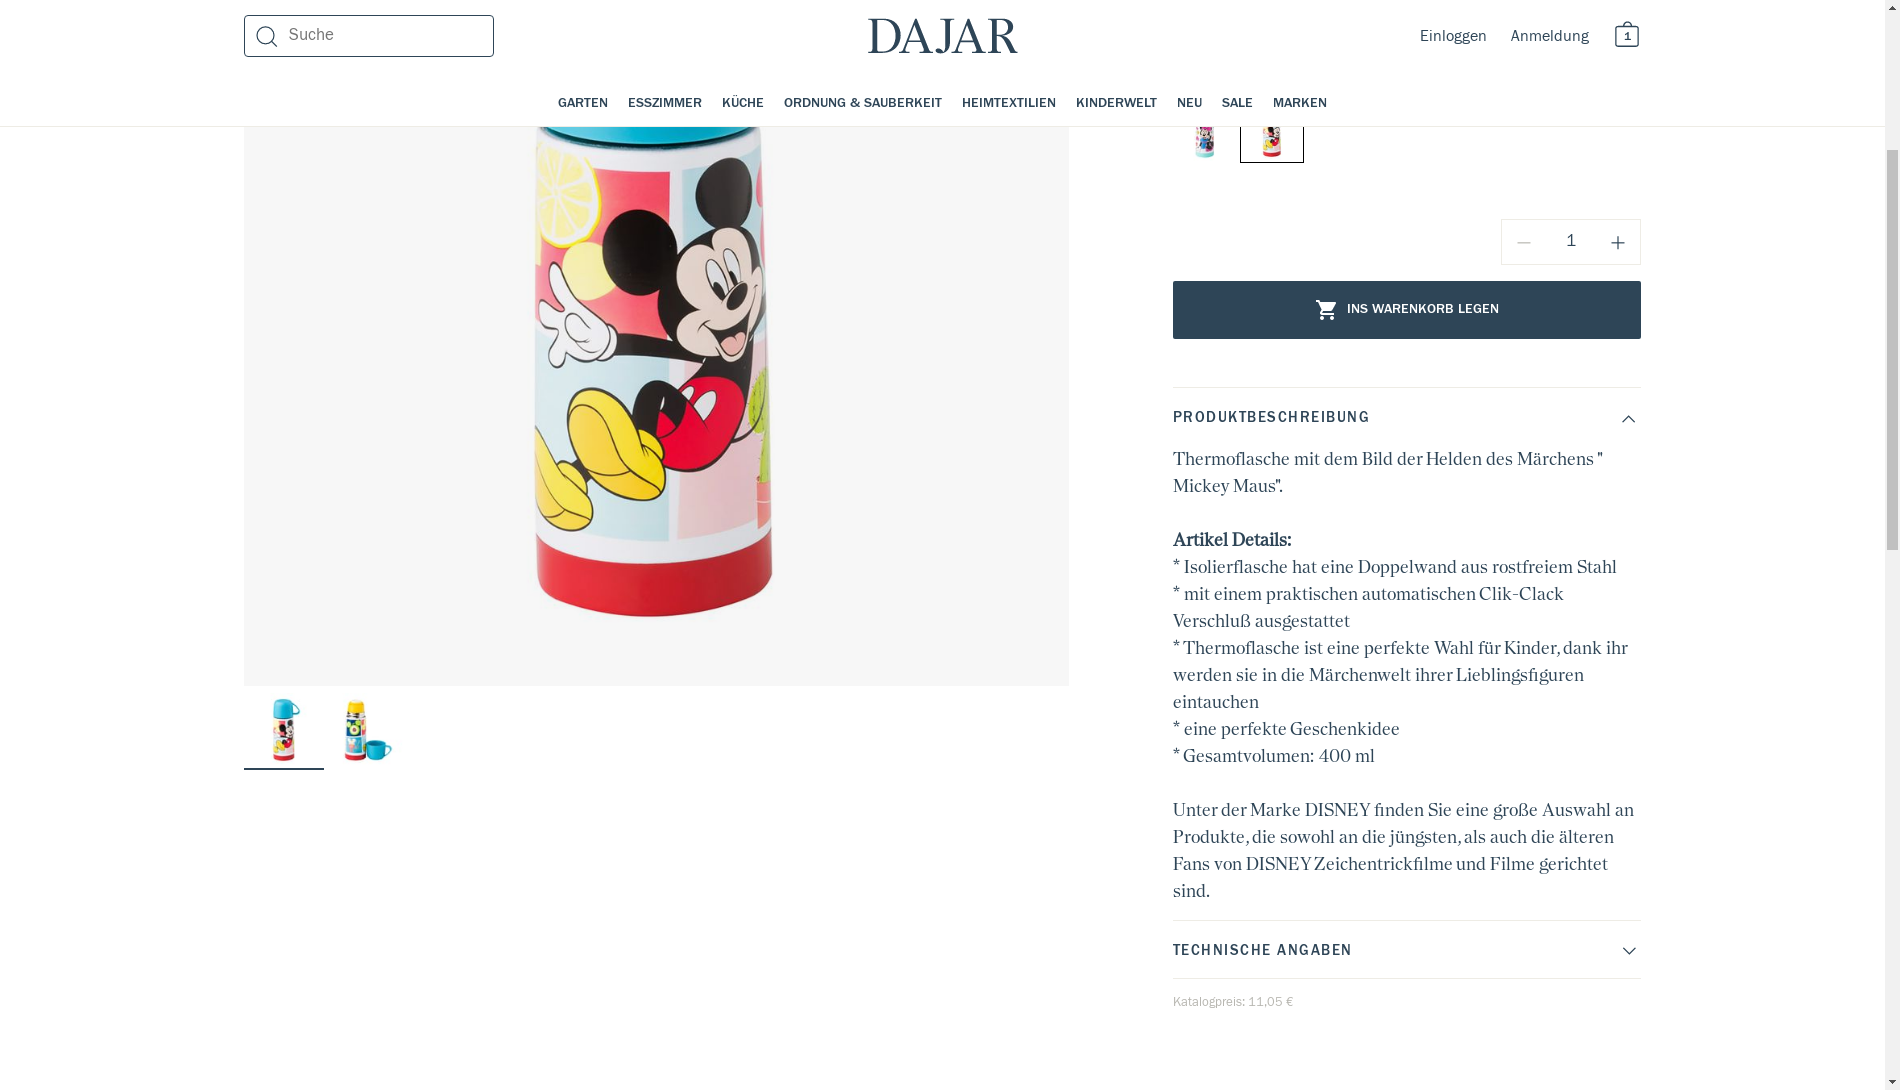 Suche
DAJAR
Einloggen
Anmeldung
1
GARTEN
ESSZIMMER
KÜCHE
ORDNUNG & SAUBERKEIT
HEIMTEXTILIEN
KINDERWELT
NEU
SALE
MARKEN
1
INS WARENKORB LEGEN
PRODUKTBESCHREIBUNG
Thermoflasche mit dem Bild der Helden des Märchens "
Mickey Maus".
Artikel Details:
* Isolierflasche hat eine Doppelwand aus rostfreiem Stahl
* mit einem praktischen automatischen Clik-Clack
Verschluß ausgestattet
* Thermoflasche ist eine perfekte Wahl für Kinder, dank ihr
werden sie in die Märchenwelt ihrer Lieblingsfiguren
eintauchen
* eine perfekte Geschenkidee
* Gesamtvolumen: 400 ml
Unter der Marke DISNEY finden Sie eine große Auswahl an
Produkte, die sowohl an die jüngsten, als auch die älteren
Fans von DISNEY Zeichentrickfilme und Filme gerichtet
sind.
TECHNISCHE ANGABEN
Katalogpreis: 11,05 €